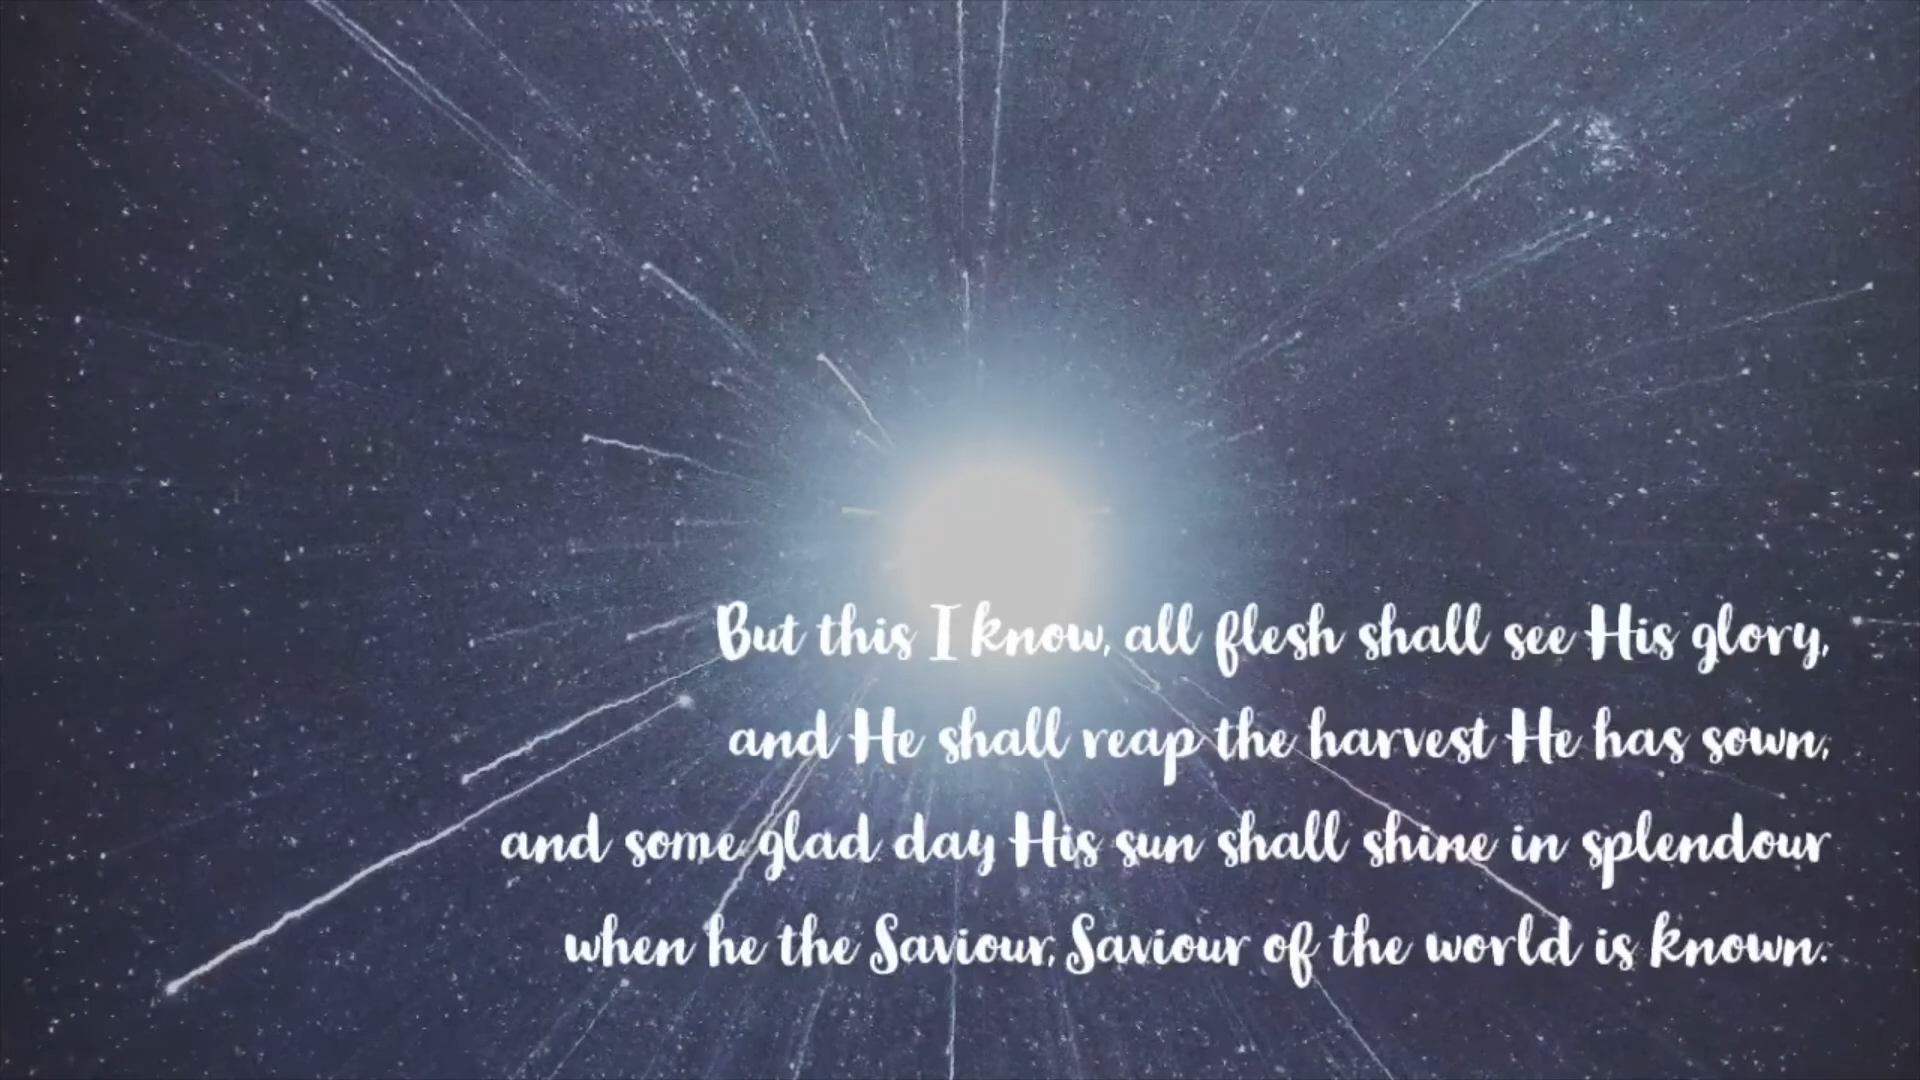 But this I know, all flesh shall see His glory,
and He shall reap the harvest He has sown,
and some glad day His sun shall shine in splendour
when he the Saviour, Saviour of the world is known.